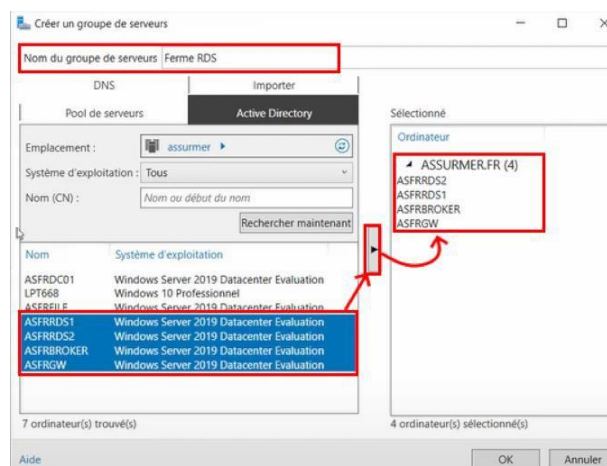 Créer un groupe de serveurs
Nom du groupe de serveurs Ferme RDS
DNS Importer
Pool de serveurs Active Directory
Emplacement : assurmer
Système d'exploitation : Tous
Nom (CN) : Nom ou début du nom
Rechercher maintenant
Nom Système d'exploitation
ASFRDC01 Windows Server 2019 Datacenter Evaluation
LPT668 Windows 10 Professionnel
ASFRFILE Windows Server 2019 Datacenter Evaluation
ASFRRDS1 Windows Server 2019 Datacenter Evaluation
ASFRRDS2 Windows Server 2019 Datacenter Evaluation
ASFRBROKER Windows Server 2019 Datacenter Evaluation
ASFRGW Windows Server 2019 Datacenter Evaluation
7 ordinateur(s) trouvé(s)
Sélectionné
Ordinateur
ASSURMER.FR (4)
ASFRRDS2
ASFRRDS1
ASFRBROKER
ASFRGW
4 ordinateur(s) sélectionné(s)
Aide OK Annuler